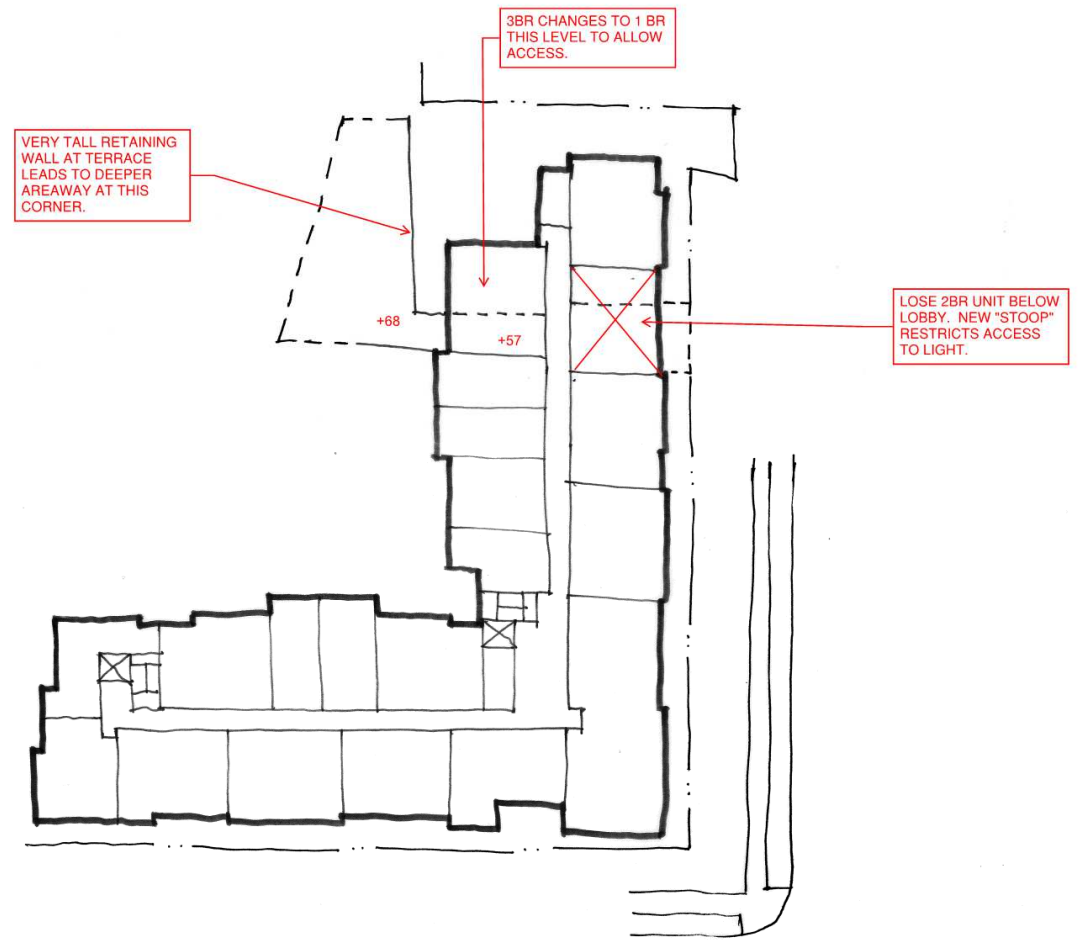 3BR CHANGES TO 1 BR
THIS LEVEL TO ALLOW
ACCESS.
VERY TALL RETAINING
WALL AT TERRACE
LEADS TO DEEPER
AREAWAY AT THIS
CORNER.
LOSE 2BR UNIT BELOW
LOBBY. NEW "STOOP"
RESTRICTS ACCESS
TO LIGHT.
+68
+57